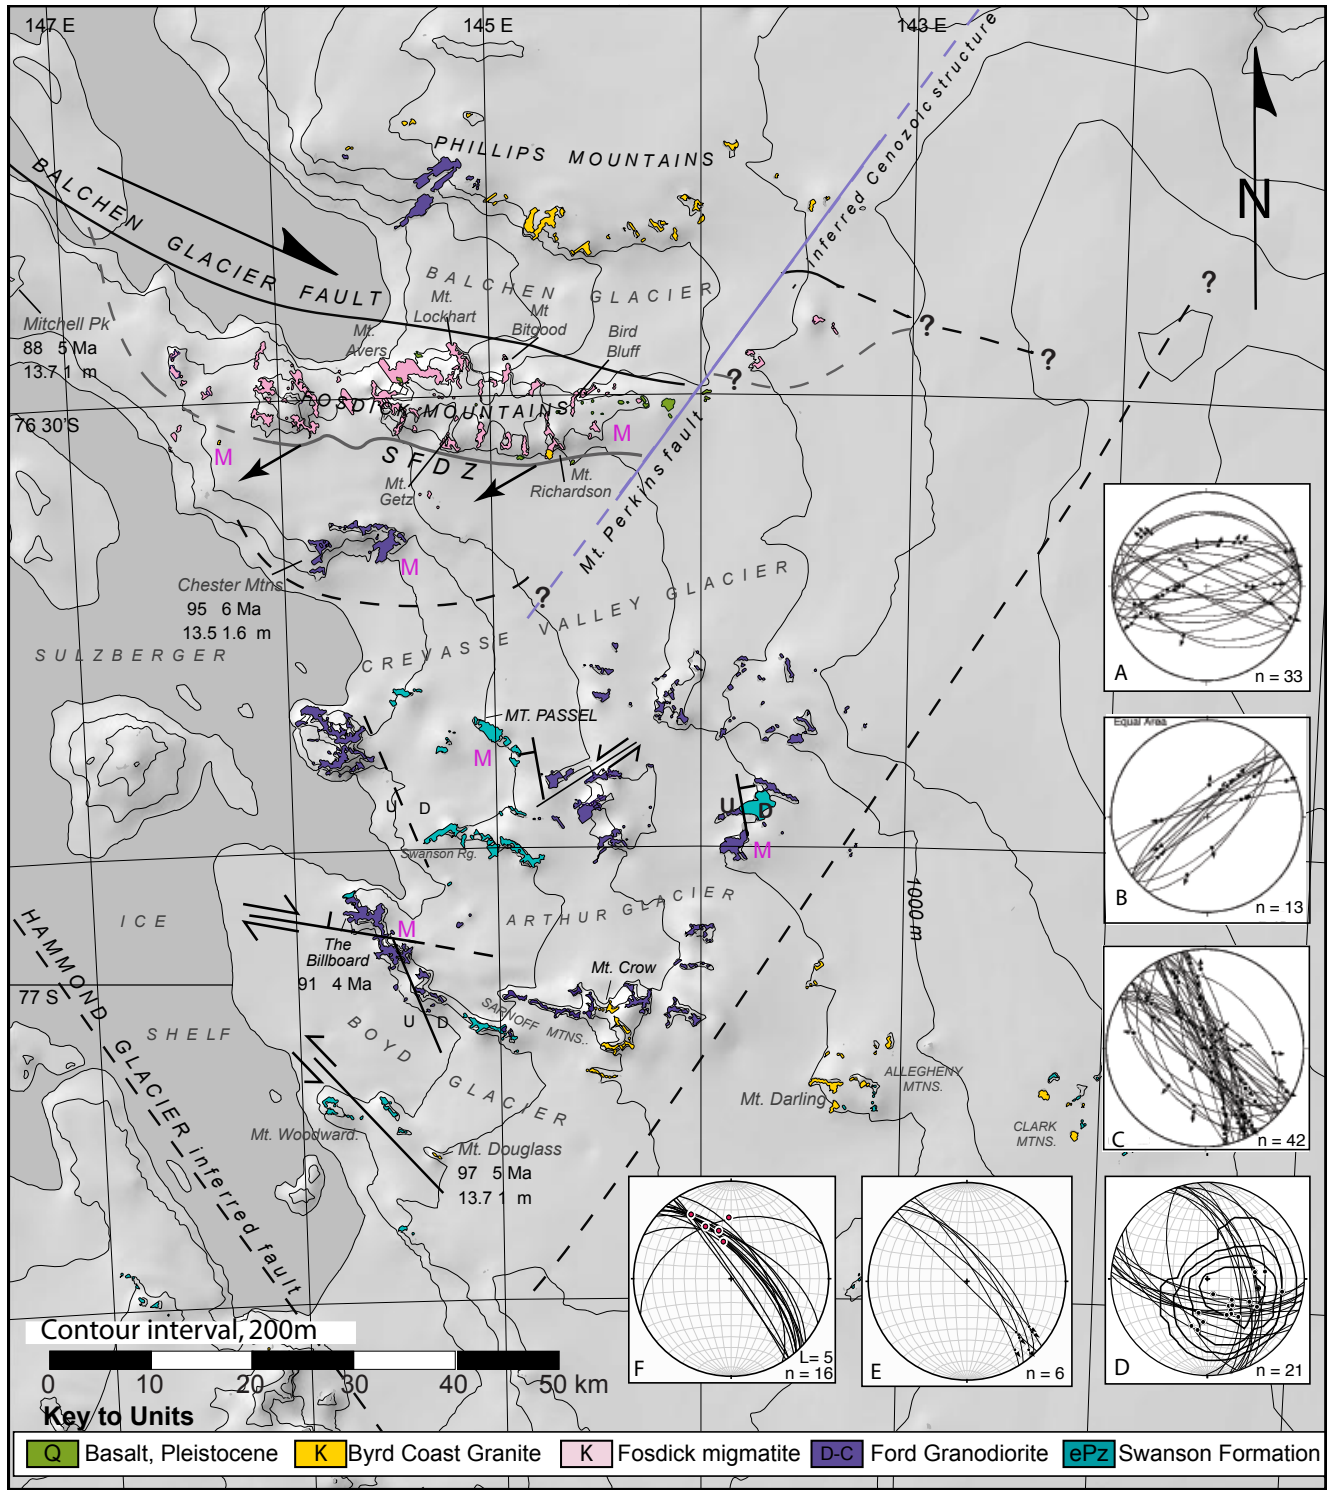 147 E
145 E
143 E
Inferred Cenozoic structure
PHILLIPS MOUNTAINS
N
BALCHEN GLACIER FAULT
BALCHEN GLACIER
Mt. Lockhart
Mt Bitgood
Bird Bluff
Mt. Avers
Mitchell Pk
88 5 Ma
13.7 1 m
?
?
?
?
FOSDICK MOUNTAINS
76 30'S
M
M
SFDZ
Mt. Getz
Mt. Richardson
Mt. Perkins fault
M
Chester Mtns
95 6 Ma
13.5 1.6 m
?
CREVASSE VALLEY GLACIER
SULZBERGER
MT. PASSEL
M
U D
U D
Swanson Rg.
M
ICE
ARTHUR GLACIER
1000 m
M
The Billboard
91 4 Ma
Mt. Crow
77 S
HAMMOND GLACIER inferred fault
SHELF
U D
SARNOFF MTNS..
BOYD GLACIER
ALLEGHENY MTNS.
Mt. Darling
CLARK MTNS.
Mt. Woodward.
Mt. Douglass
97 5 Ma
13.7 1 m
A
n = 33
Equal Area
B
n = 13
C
n = 42
D
n = 21
E
n = 6
F
L= 5
n = 16
Contour interval, 200m
0 10 20 30 40 50 km
Key to Units
Q Basalt, Pleistocene K Byrd Coast Granite K Fosdick migmatite D-C Ford Granodiorite ePz Swanson Formation